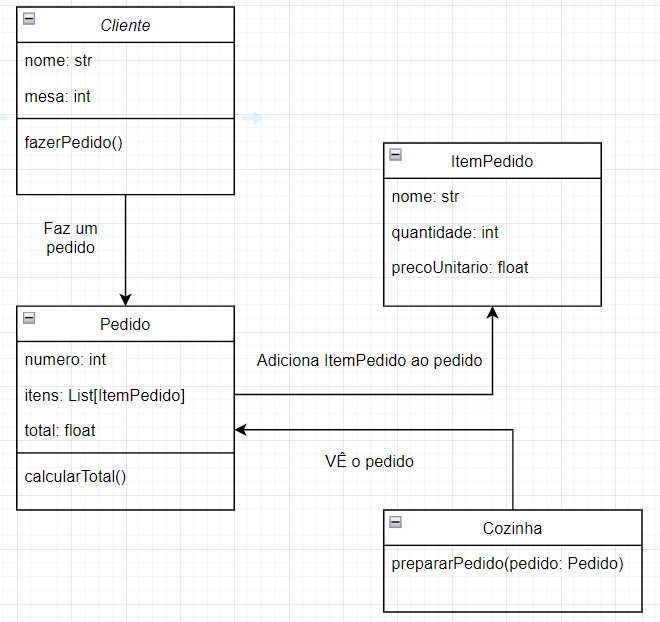 Cliente
nome: str
mesa: int
fazerPedido()
Faz um
pedido
ItemPedido
nome: str
quantidade: int
precoUnitario: float
Pedido
numero: int
itens: List[ItemPedido]
total: float
calcularTotal()
Adiciona ItemPedido ao pedido
VÊ o pedido
Cozinha
prepararPedido(pedido: Pedido)